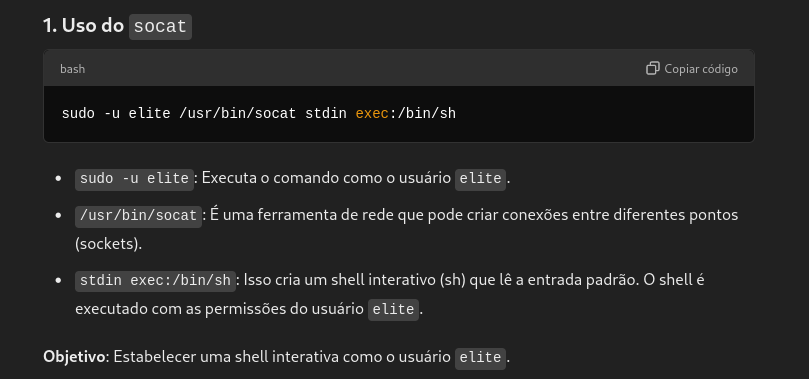 1. Uso do socat
bash
Copiar código
sudo -u elite /usr/bin/socat stdin exec:/bin/sh
• sudo -u elite: Executa o comando como o usuário elite.
• /usr/bin/socat: É uma ferramenta de rede que pode criar conexões entre diferentes pontos
(sockets).
• stdin exec:/bin/sh: Isso cria um shell interativo (sh) que lê a entrada padrão. O shell é
executado com as permissões do usuário elite.
Objetivo: Estabelecer uma shell interativa como o usuário elite.